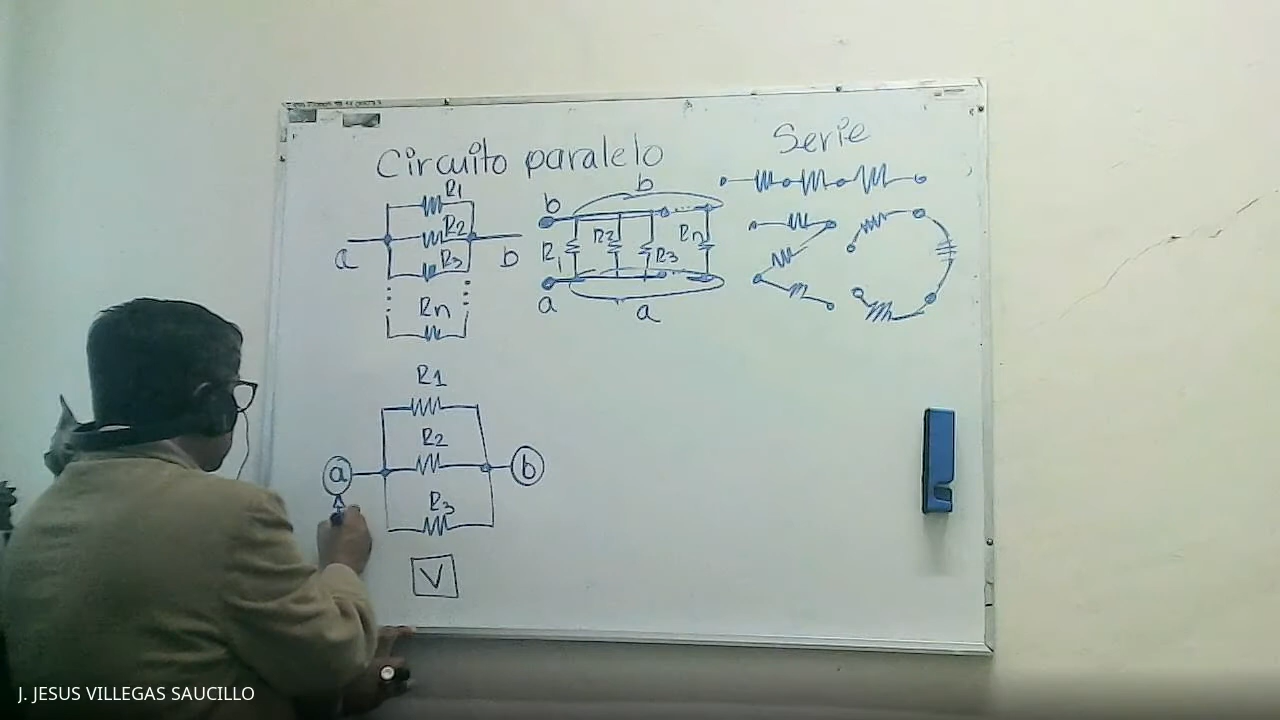 Circuito paralelo
Serie
R1
R2
R3
Rn
a
b
b
b
R1
R2
R3
Rn
a
a
R1
R2
R3
a
b
V
J. JESUS VILLEGAS SAUCILLO